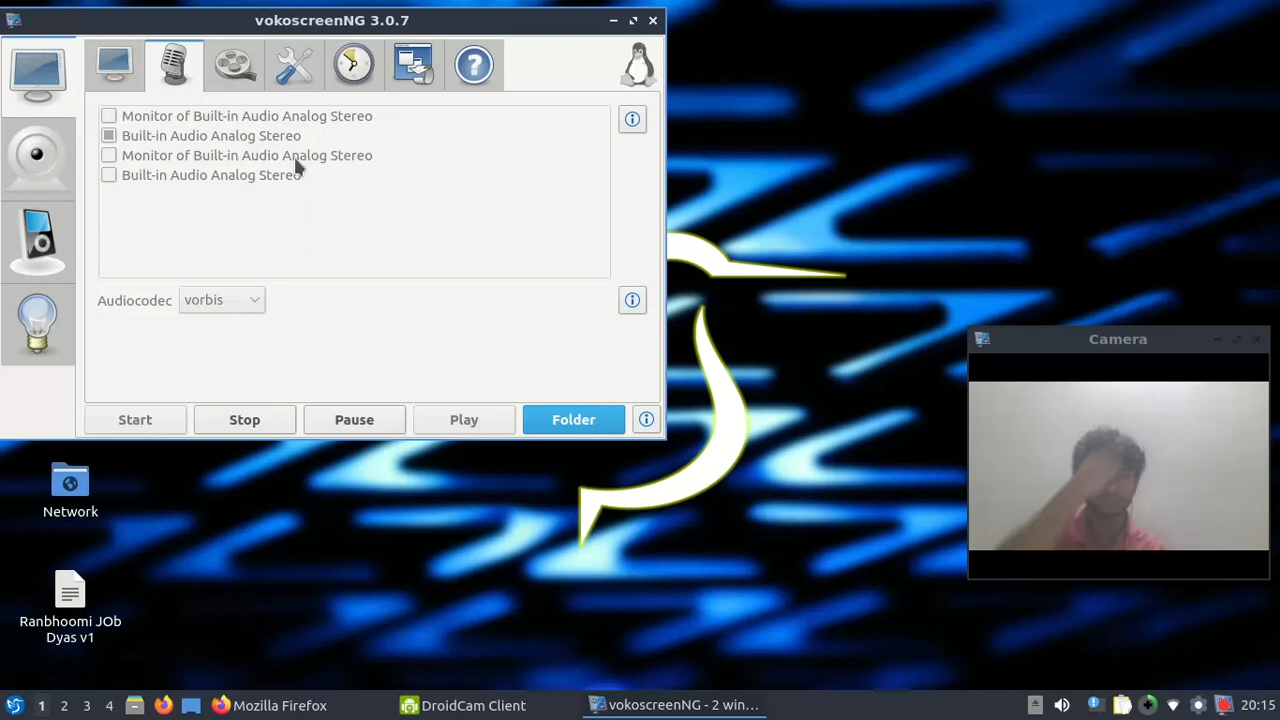 vokoscreenNG 3.0.7
Monitor of Built-in Audio Analog Stereo
Built-in Audio Analog Stereo
Monitor of Built-in Audio Analog Stereo
Built-in Audio Analog Stereo
Audiocodec vorbis
Start Stop Pause Play Folder
Camera
Network
Ranbhoomi JOb
Dyas v1
1 2 3 4 Mozilla Firefox DroidCam Client vokoscreenNG - 2 win... 20:15